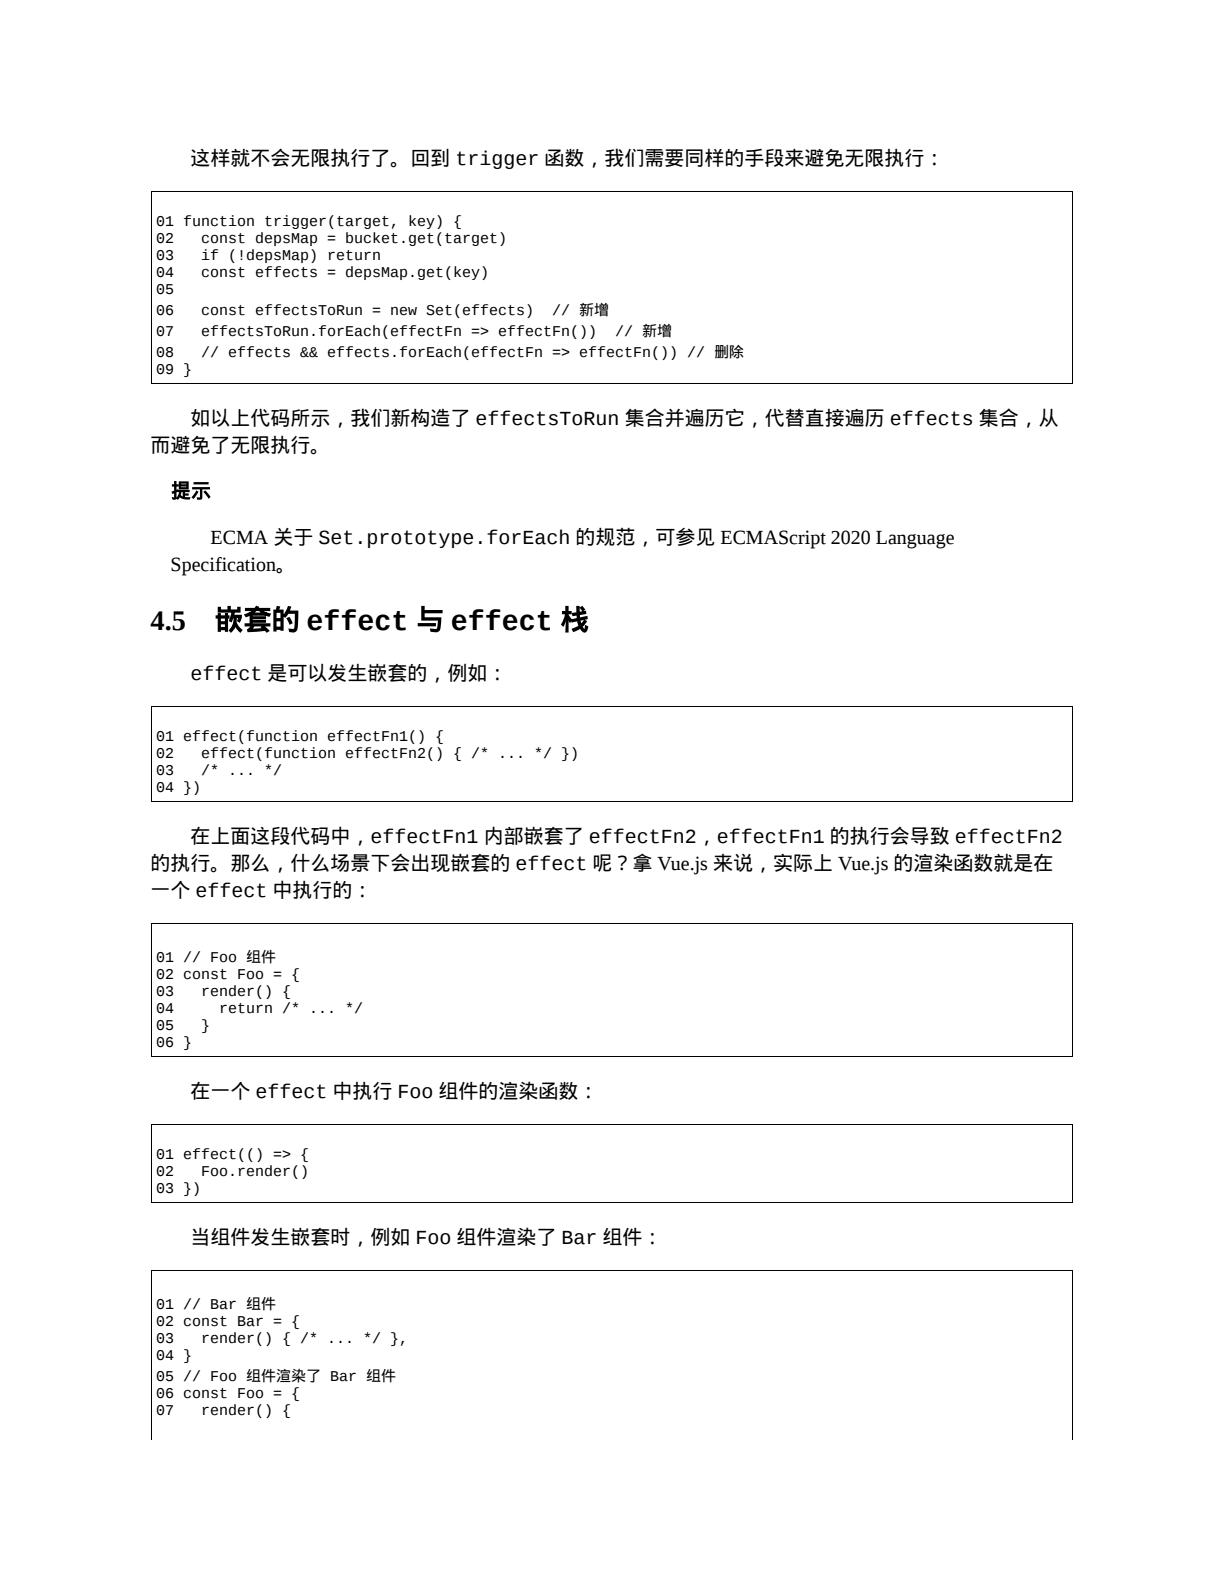 这样就不会无限执行了。回到 trigger 函数，我们需要同样的手段来避免无限执行：
01 function trigger(target, key) {
02   const depsMap = bucket.get(target)
03   if (!depsMap) return
04   const effects = depsMap.get(key)
05
06   const effectsToRun = new Set(effects)  // 新增
07   effectsToRun.forEach(effectFn => effectFn())  // 新增
08   // effects && effects.forEach(effectFn => effectFn()) // 删除
09 }
如以上代码所示，我们新构造了 effectsToRun 集合并遍历它，代替直接遍历 effects 集合，从
而避免了无限执行。
提示
ECMA 关于 Set.prototype.forEach 的规范，可参见 ECMAScript 2020 Language
Specification。
4.5　嵌套的 effect 与 effect 栈
effect 是可以发生嵌套的，例如：
01 effect(function effectFn1() {
02   effect(function effectFn2() { /* ... */ })
03   /* ... */
04 })
在上面这段代码中，effectFn1 内部嵌套了 effectFn2，effectFn1 的执行会导致 effectFn2
的执行。那么，什么场景下会出现嵌套的 effect 呢？拿 Vue.js 来说，实际上 Vue.js 的渲染函数就是在
一个 effect 中执行的：
01 // Foo 组件
02 const Foo = {
03   render() {
04     return /* ... */
05   }
06 }
在一个 effect 中执行 Foo 组件的渲染函数：
01 effect(() => {
02   Foo.render()
03 })
当组件发生嵌套时，例如 Foo 组件渲染了 Bar 组件：
01 // Bar 组件
02 const Bar = {
03   render() { /* ... */ },
04 }
05 // Foo 组件渲染了 Bar 组件
06 const Foo = {
07   render() {